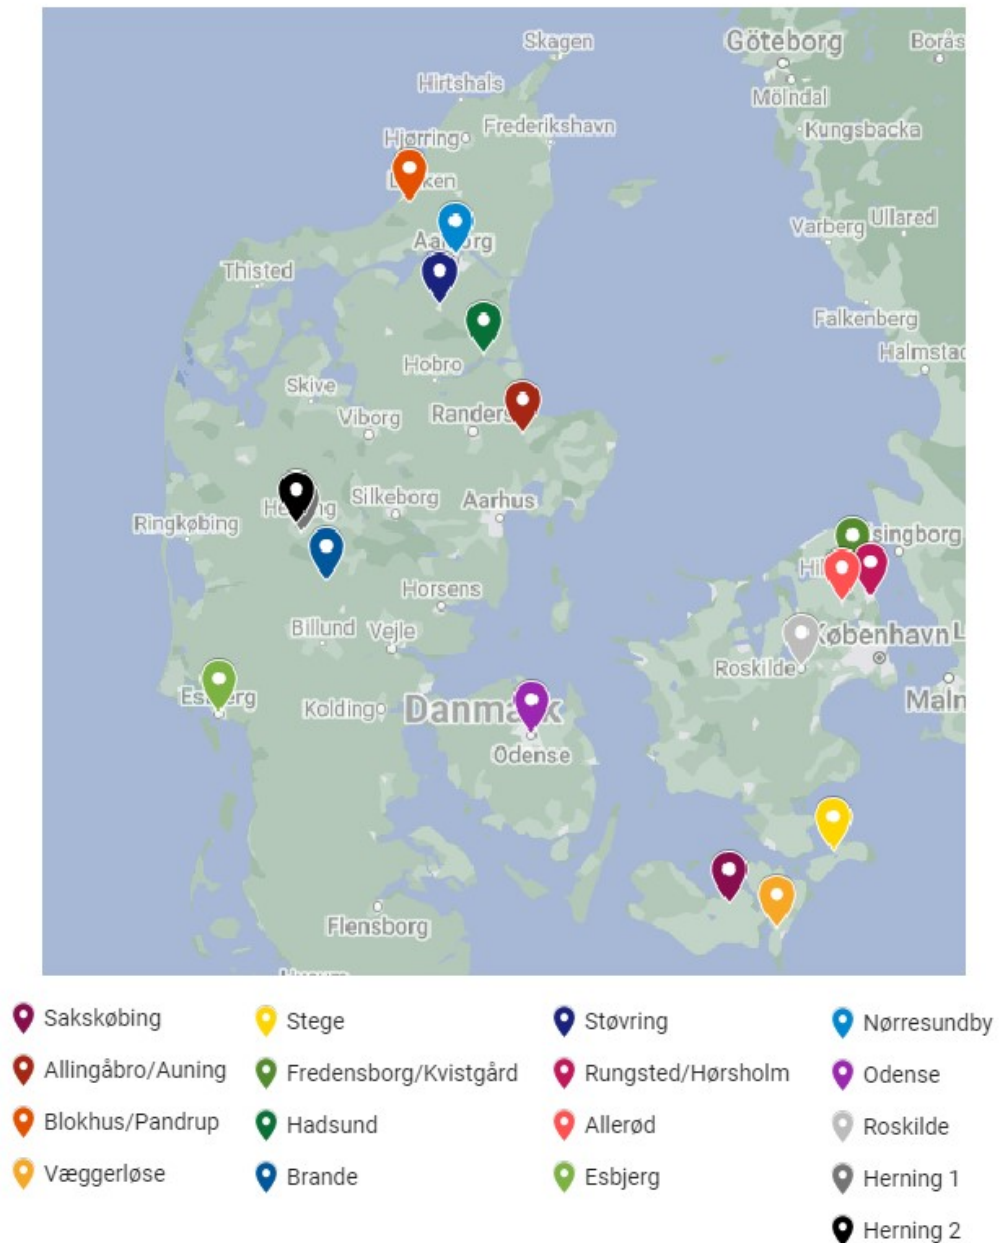 Skagen
Göteborg
Borås
Hirtshals
Mölndal
Frederikshavn
Kungsbacka
Hjørring
Ullared
Varberg
Thisted
Falkenberg
Hobro
Halmstad
Skive
Viborg
Randers
Silkeborg
Aarhus
Ringkøbing
Horsens
Billund
Vejle
København
Roskilde
Kolding
Danmark
Odense
Flensborg
Sakskøbing
Stege
Støvring
Nørresundby
Allingåbro/Auning
Fredensborg/Kvistgård
Rungsted/Hørsholm
Odense
Blokhus/Pandrup
Hadsund
Allerød
Roskilde
Væggerløse
Brande
Esbjerg
Herning 1
Herning 2